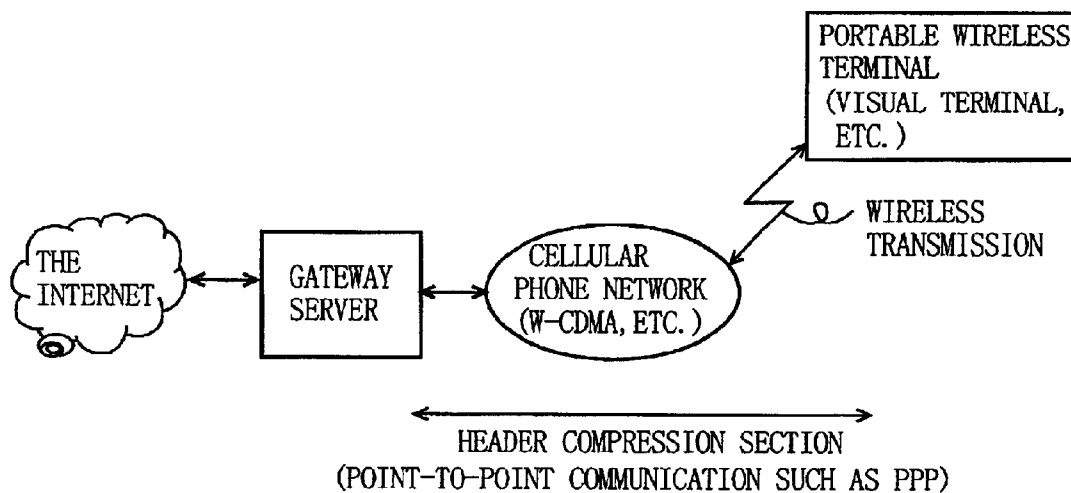 PORTABLE WIRELESS
TERMINAL
(VISUAL TERMINAL,
ETC.)
WIRELESS
TRANSMISSION
THE
INTERNET
GATEWAY
SERVER
CELLULAR
PHONE NETWORK
(W-CDMA, ETC.)
HEADER COMPRESSION SECTION
(POINT-TO-POINT COMMUNICATION SUCH AS PPP)